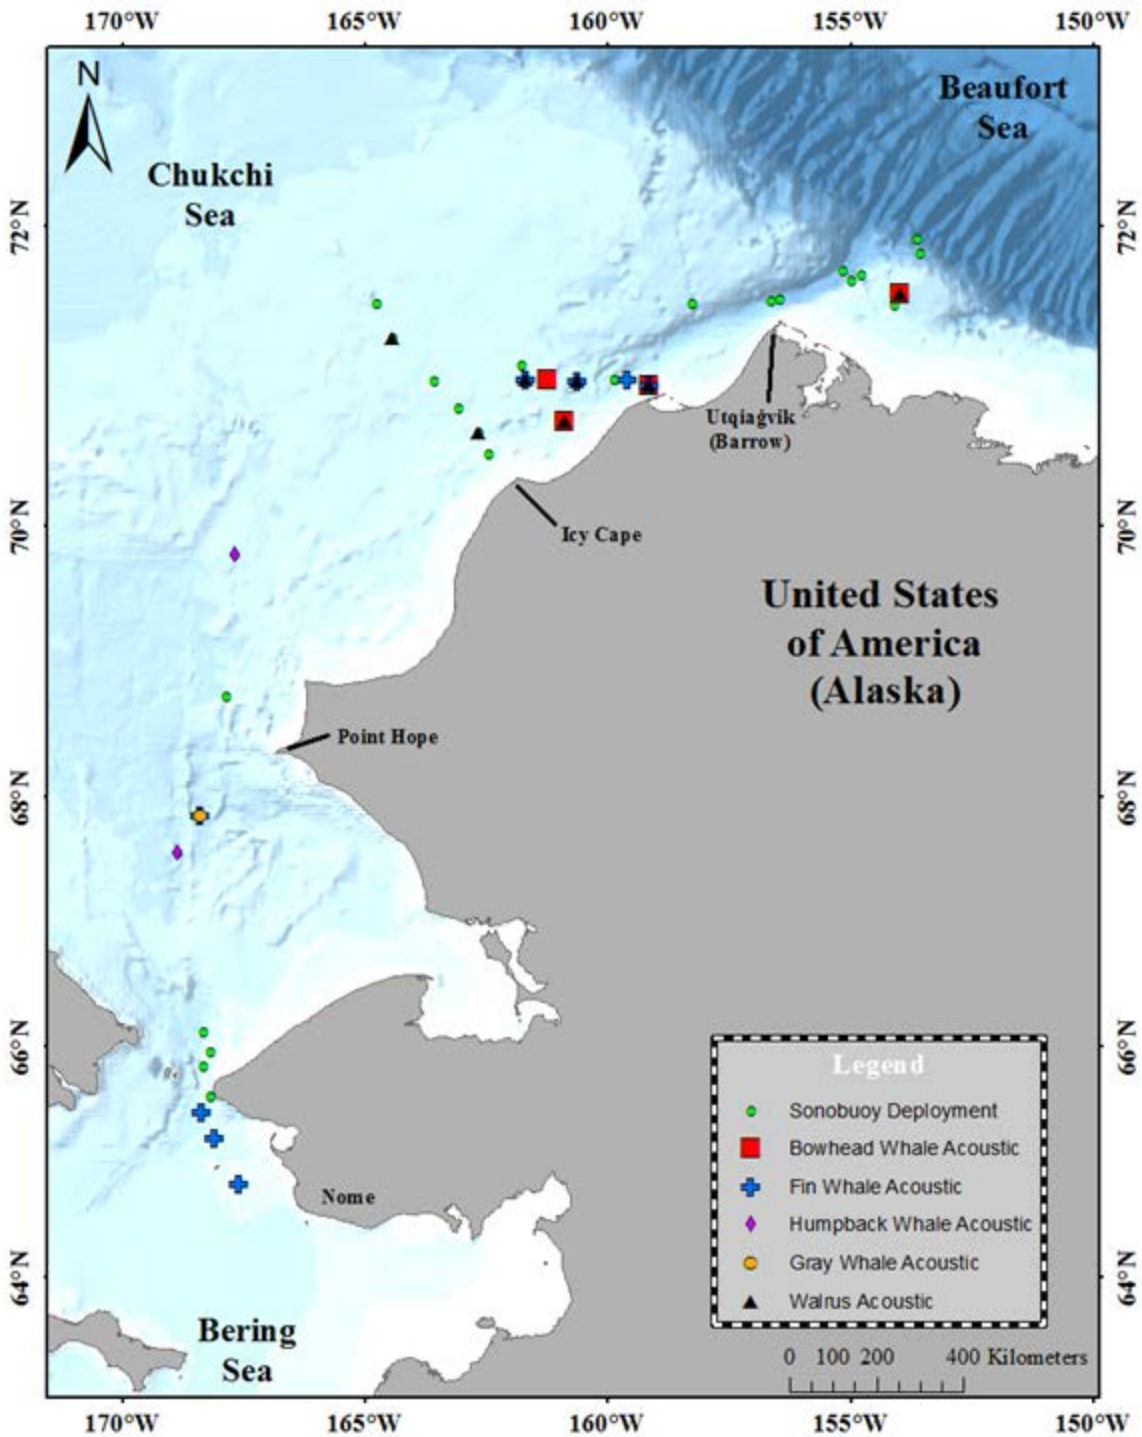 170°W 165°W 160°W 155°W 150°W
N
Beaufort
Sea
Chukchi
Sea
72°N 72°N
Utqiaġvik
(Barrow)
70°N 70°N
Icy Cape
United States
of America
(Alaska)
Point Hope
68°N 68°N
66°N 66°N
Legend
Sonobuoy Deployment
Bowhead Whale Acoustic
Fin Whale Acoustic
Nome
Humpback Whale Acoustic
Gray Whale Acoustic
64°N 64°N
Walrus Acoustic
Bering
Sea
0 100 200 400 Kilometers
170°W 165°W 160°W 155°W 150°W